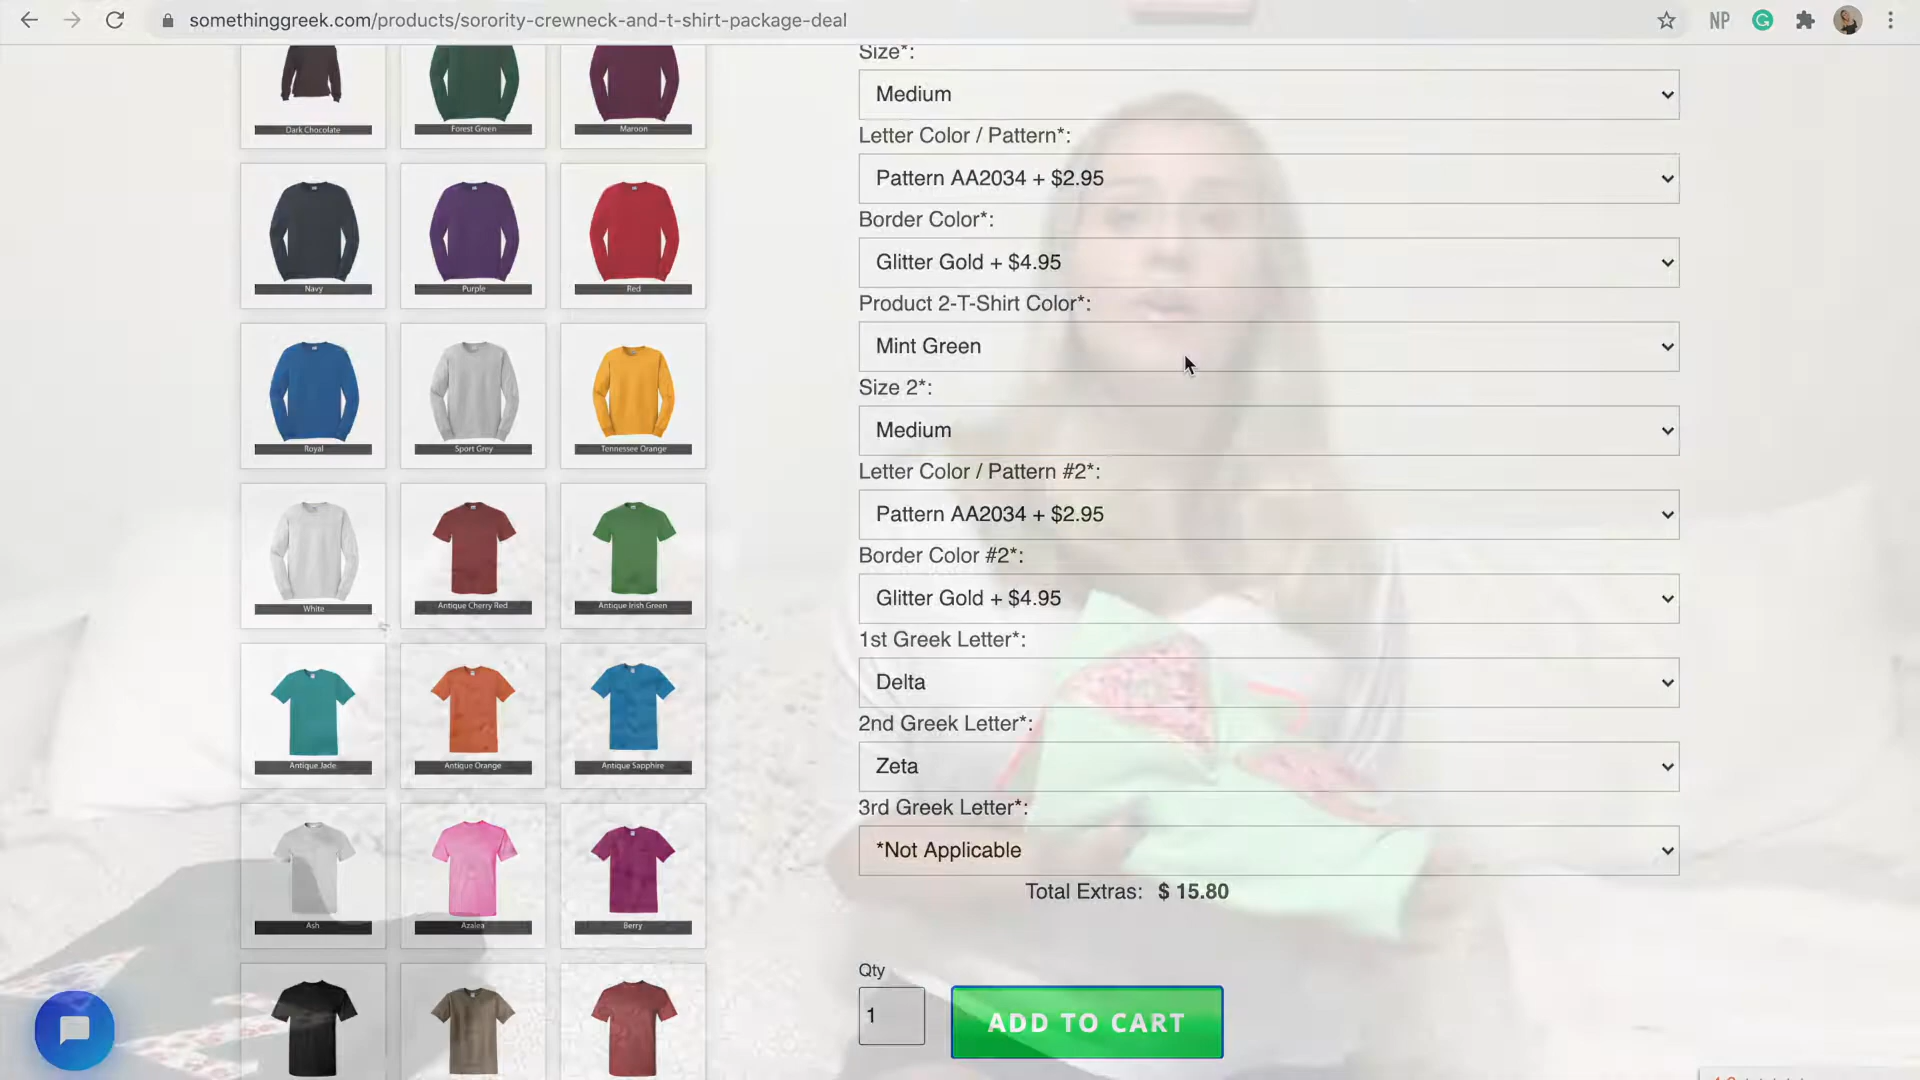 somethinggreek.com/products/sorority-crewneck-and-t-shirt-package-deal
NP
Dark Chocolate
Forest Green
Maroon
Navy
Purple
Red
Royal
Sport Grey
Tennessee Orange
White
Antique Cherry Red
Antique Irish Green
Antique Jade
Antique Orange
Antique Sapphire
Ash
Azalea
Berry
Size*:
Medium
Letter Color / Pattern*:
Pattern AA2034 + $2.95
Border Color*:
Glitter Gold + $4.95
Product 2-T-Shirt Color*:
Mint Green
Size 2*:
Medium
Letter Color / Pattern #2*:
Pattern AA2034 + $2.95
Border Color #2*:
Glitter Gold + $4.95
1st Greek Letter*:
Delta
2nd Greek Letter*:
Zeta
3rd Greek Letter*:
*Not Applicable
Total Extras: $ 15.80
Qty
1
ADD TO CART